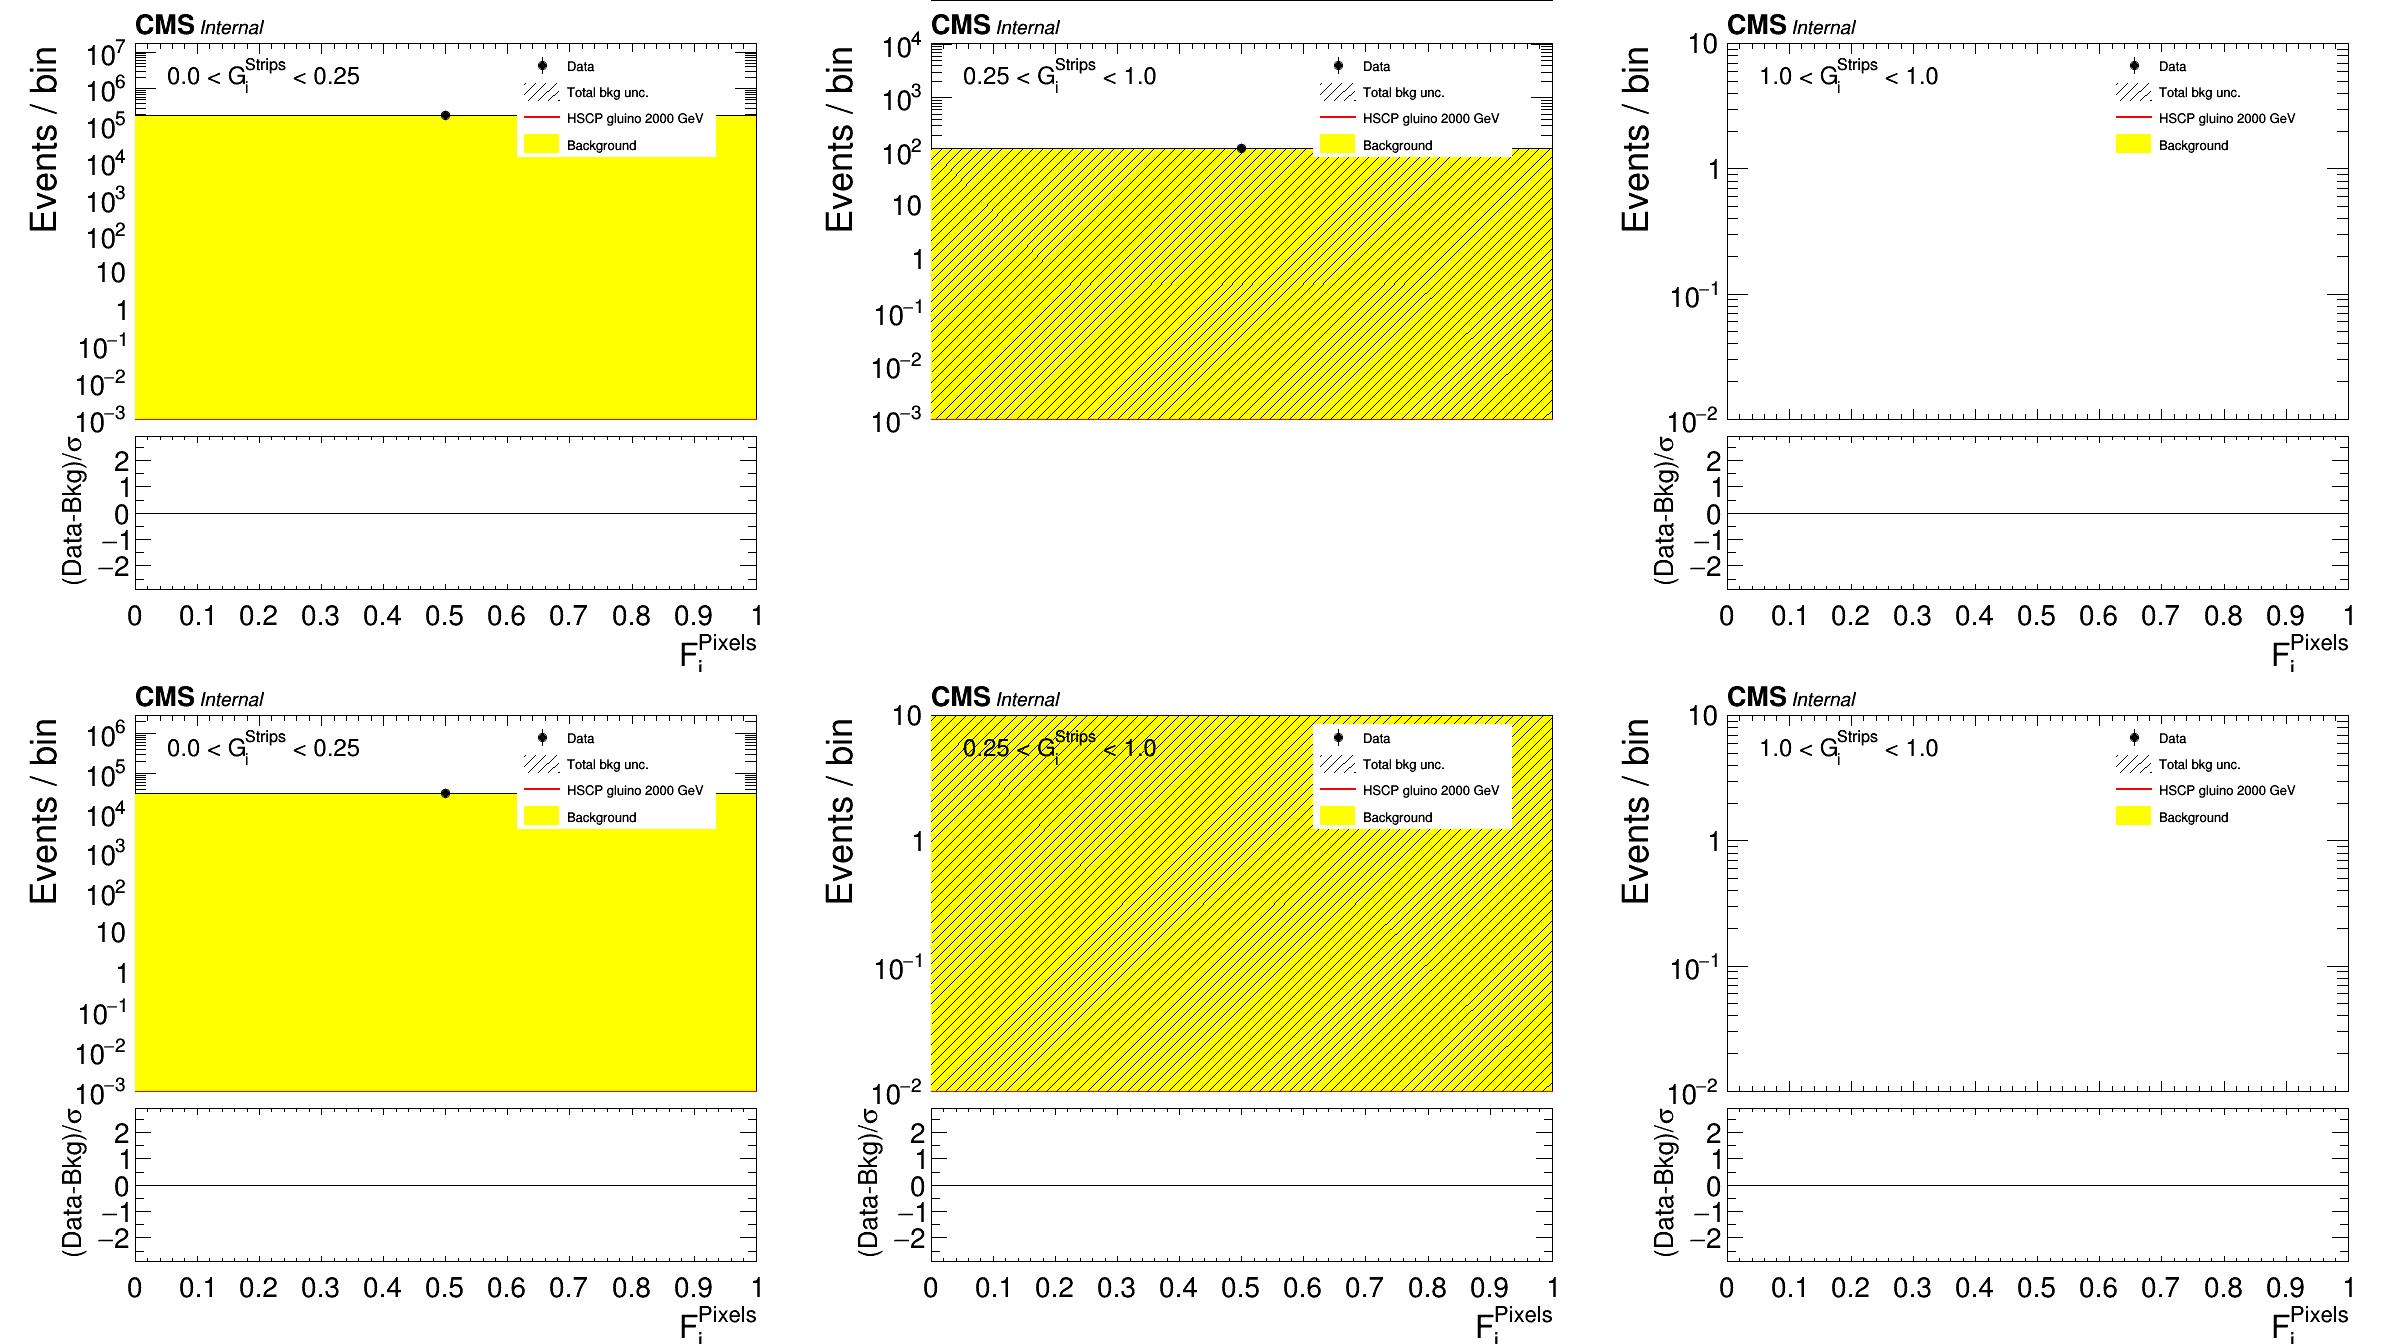 CMS Internal
Events / bin
10^7
10^6
10^5
10^4
10^3
10^2
10
1
10^−1
10^−2
10^−3
0.0 < G_i^Strips < 0.25
Data
Total bkg unc.
HSCP gluino 2000 GeV
Background
(Data-Bkg)/σ
2
1
0
−1
−2
0 0.1 0.2 0.3 0.4 0.5 0.6 0.7 0.8 0.9 1
F_i^Pixels
CMS Internal
Events / bin
10^4
10^3
10^2
10
1
10^−1
10^−2
10^−3
0.25 < G_i^Strips < 1.0
Data
Total bkg unc.
HSCP gluino 2000 GeV
Background
CMS Internal
Events / bin
10
1
10^−1
10^−2
1.0 < G_i^Strips < 1.0
Data
Total bkg unc.
HSCP gluino 2000 GeV
Background
(Data-Bkg)/σ
2
1
0
−1
−2
0 0.1 0.2 0.3 0.4 0.5 0.6 0.7 0.8 0.9 1
F_i^Pixels
CMS Internal
Events / bin
10^6
10^5
10^4
10^3
10^2
10
1
10^−1
10^−2
10^−3
0.0 < G_i^Strips < 0.25
Data
Total bkg unc.
HSCP gluino 2000 GeV
Background
(Data-Bkg)/σ
2
1
0
−1
−2
0 0.1 0.2 0.3 0.4 0.5 0.6 0.7 0.8 0.9 1
F_i^Pixels
CMS Internal
Events / bin
10
1
10^−1
10^−2
0.25 < G_i^Strips < 1.0
Data
Total bkg unc.
HSCP gluino 2000 GeV
Background
(Data-Bkg)/σ
2
1
0
−1
−2
0 0.1 0.2 0.3 0.4 0.5 0.6 0.7 0.8 0.9 1
F_i^Pixels
CMS Internal
Events / bin
10
1
10^−1
10^−2
1.0 < G_i^Strips < 1.0
Data
Total bkg unc.
HSCP gluino 2000 GeV
Background
(Data-Bkg)/σ
2
1
0
−1
−2
0 0.1 0.2 0.3 0.4 0.5 0.6 0.7 0.8 0.9 1
F_i^Pixels